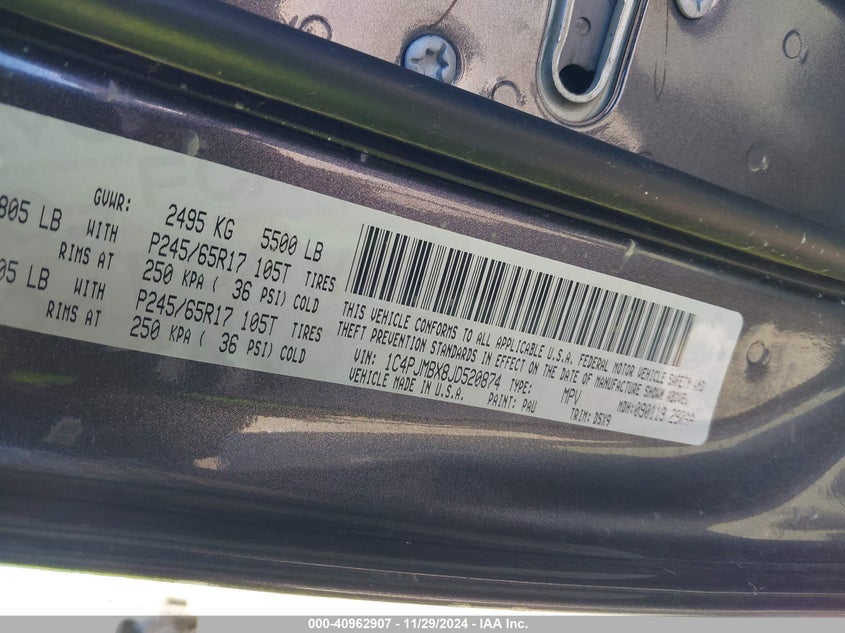 GVWR: 2495 KG 5500 LB
805 LB WITH P245/65R17 105T TIRES
RIMS AT 250 KPA ( 36 PSI) COLD
05 LB WITH P245/65R17 105T TIRES
RIMS AT 250 KPA ( 36 PSI) COLD
THIS VEHICLE CONFORMS TO ALL APPLICABLE U.S.A. FEDERAL MOTOR VEHICLE SAFETY AND
THEFT PREVENTION STANDARDS IN EFFECT ON THE DATE OF MANUFACTURE SHOWN ABOVE.
VIN: 1C4PJMBX8JD520874 TYPE: MPV MDH:090119
VEHICLE MADE IN U.S.A. PAINT: PAU TRIM: D5X9
000-40962907 - 11/29/2024 - IAA Inc.